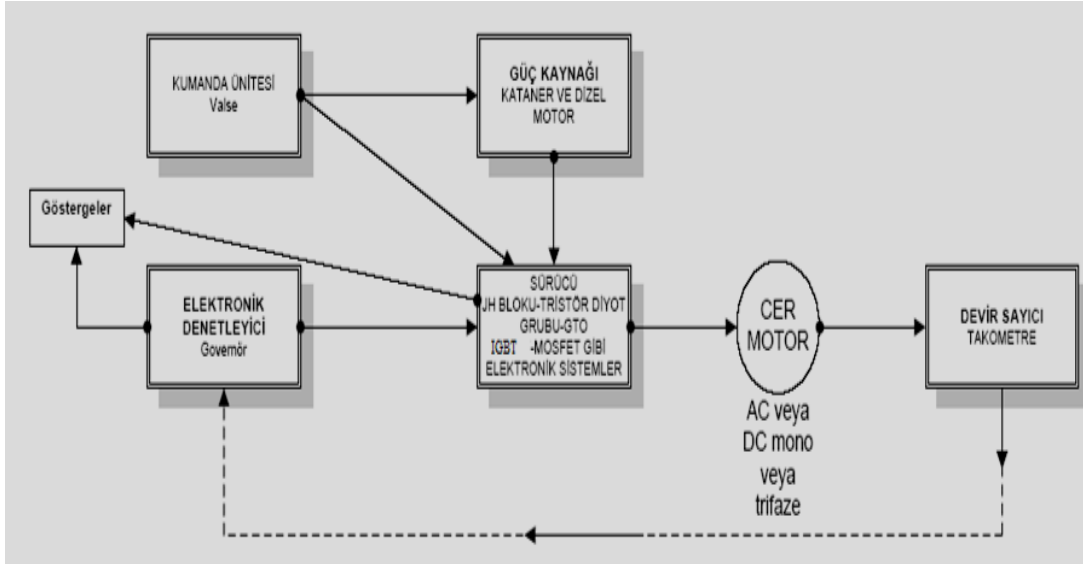 KUMANDA ÜNİTESİ
Valse
GÜÇ KAYNAĞI
KATANER VE DİZEL
MOTOR
Göstergeler
ELEKTRONİK
DENETLEYİCİ
Governör
SÜRÜCÜ
JH BLOKU-TRİSTÖR DİYOT
GRUBU-GTO
IGBT -MOSFET GİBİ
ELEKTRONİK SİSTEMLER
CER
MOTOR
AC veya
DC mono
veya
trifaze
DEVİR SAYICI
TAKOMETRE